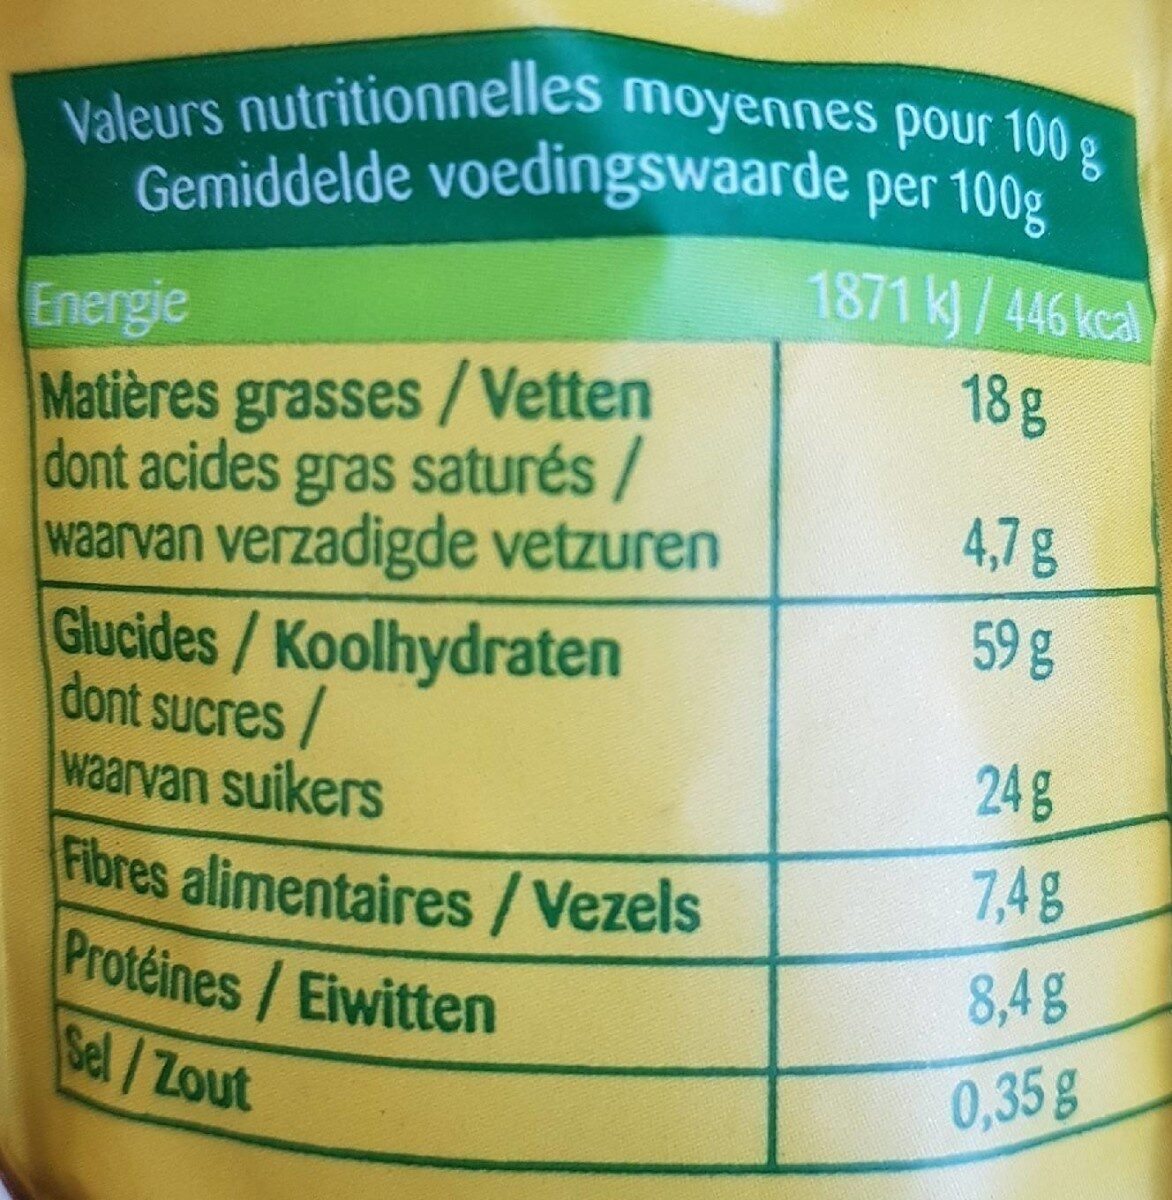 Valeurs nutritionnelles moyennes pour 100 g
Gemiddelde voedingswaarde per 100g
Energie 1871 kJ / 446 kcal
Matières grasses / Vetten 18 g
dont acides gras saturés /
waarvan verzadigde vetzuren 4,7 g
Glucides / Koolhydraten 59 g
dont sucres /
waarvan suikers 24 g
Fibres alimentaires / Vezels 7,4 g
Protéines / Eiwitten 8,4 g
Sel / Zout 0,35 g